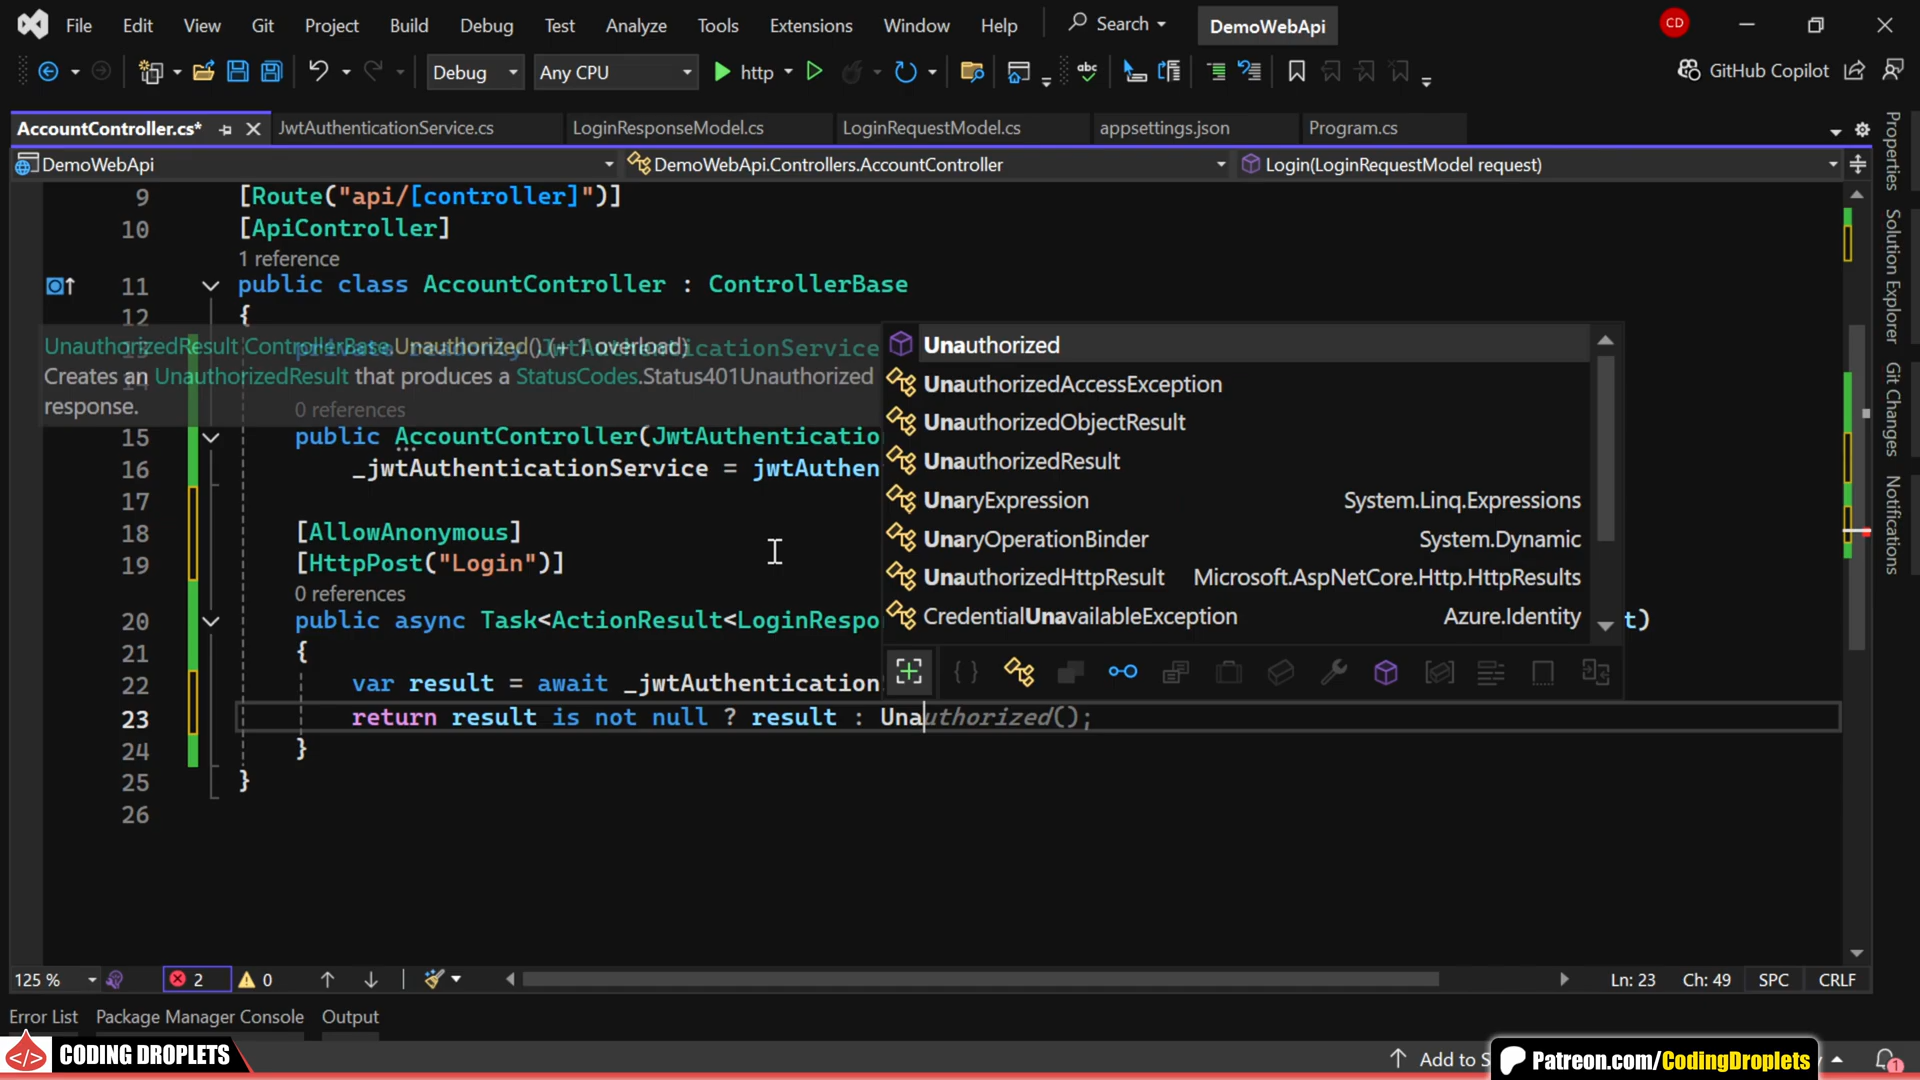 File Edit View Git Project Build Debug Test Analyze Tools Extensions Window Help Search DemoWebApi CD
Debug Any CPU http GitHub Copilot
AccountController.cs* JwtAuthenticationService.cs LoginResponseModel.cs LoginRequestModel.cs appsettings.json Program.cs
DemoWebApi DemoWebApi.Controllers.AccountController Login(LoginRequestModel request)
9 [Route("api/[controller]")]
10 [ApiController]
1 reference
11 public class AccountController : ControllerBase
12 {
UnauthorizedResult ControllerBase.Unauthorized() (+ 1 overload)
Creates an UnauthorizedResult that produces a StatusCodes.Status401Unauthorized
response.
private readonly JwtAuthenticationService
0 references
15 public AccountController(JwtAuthenticatio
16 _jwtAuthenticationService = jwtAuthen
17
18 [AllowAnonymous]
19 [HttpPost("Login")]
0 references
20 public async Task<ActionResult<LoginRespo t)
21 {
22 var result = await _jwtAuthentication
23 return result is not null ? result : Unauthorized();
24 }
25 }
26
Unauthorized
UnauthorizedAccessException
UnauthorizedObjectResult
UnauthorizedResult
UnaryExpression System.Linq.Expressions
UnaryOperationBinder System.Dynamic
UnauthorizedHttpResult Microsoft.AspNetCore.Http.HttpResults
CredentialUnavailableException Azure.Identity
Properties
Solution Explorer
Git Changes
Notifications
125 % 2 0 Ln: 23 Ch: 49 SPC CRLF
Error List Package Manager Console Output
CODING DROPLETS
Add to S
Patreon.com/CodingDroplets
1